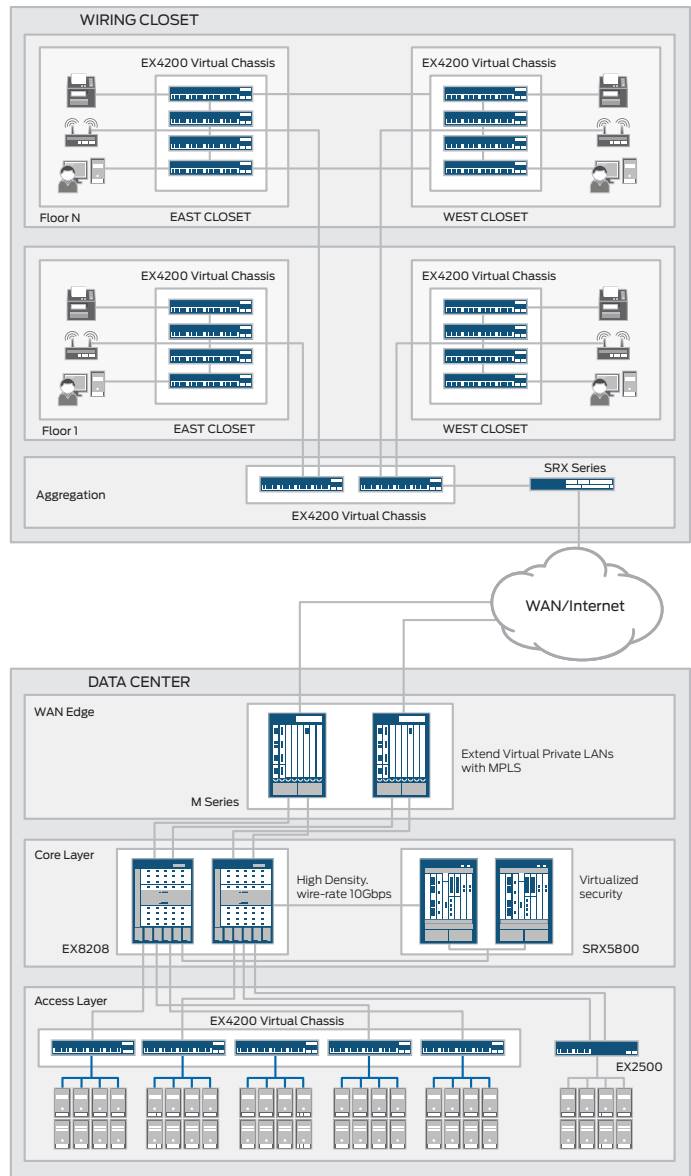 WIRING CLOSET
EX4200 Virtual Chassis
EX4200 Virtual Chassis
Floor N
EAST CLOSET
WEST CLOSET
EX4200 Virtual Chassis
EX4200 Virtual Chassis
Floor 1
EAST CLOSET
WEST CLOSET
Aggregation
SRX Series
EX4200 Virtual Chassis
WAN/Internet
DATA CENTER
WAN Edge
Extend Virtual Private LANs
with MPLS
M Series
Core Layer
High Density.
wire-rate 10Gbps
Virtualized
security
EX8208
SRX5800
Access Layer
EX4200 Virtual Chassis
EX2500